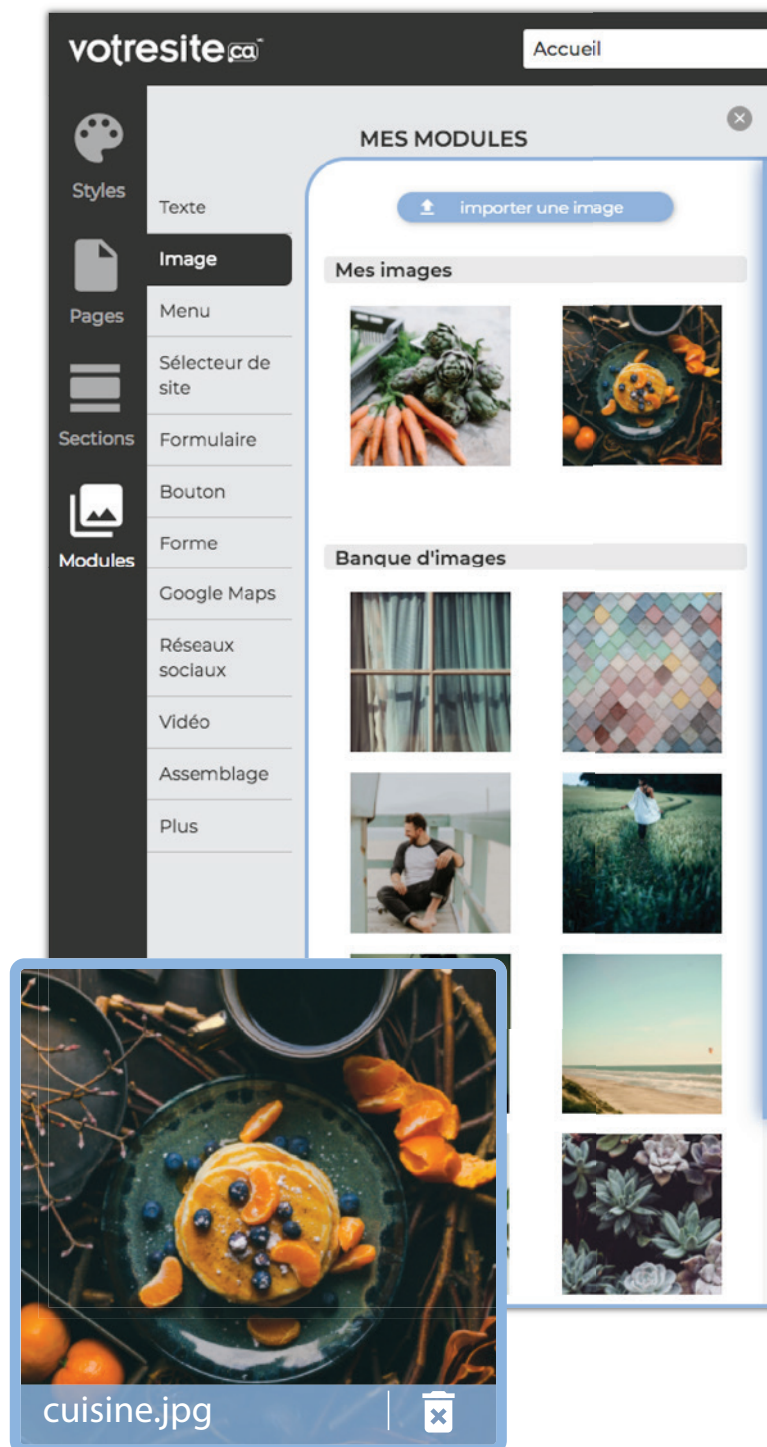 votresite.ca
Accueil
Styles
Pages
Sections
Modules
MES MODULES
Texte
Image
Menu
Sélecteur de
site
Formulaire
Bouton
Forme
Google Maps
Réseaux
sociaux
Vidéo
Assemblage
Plus
importer une image
Mes images
Banque d'images
cuisine.jpg